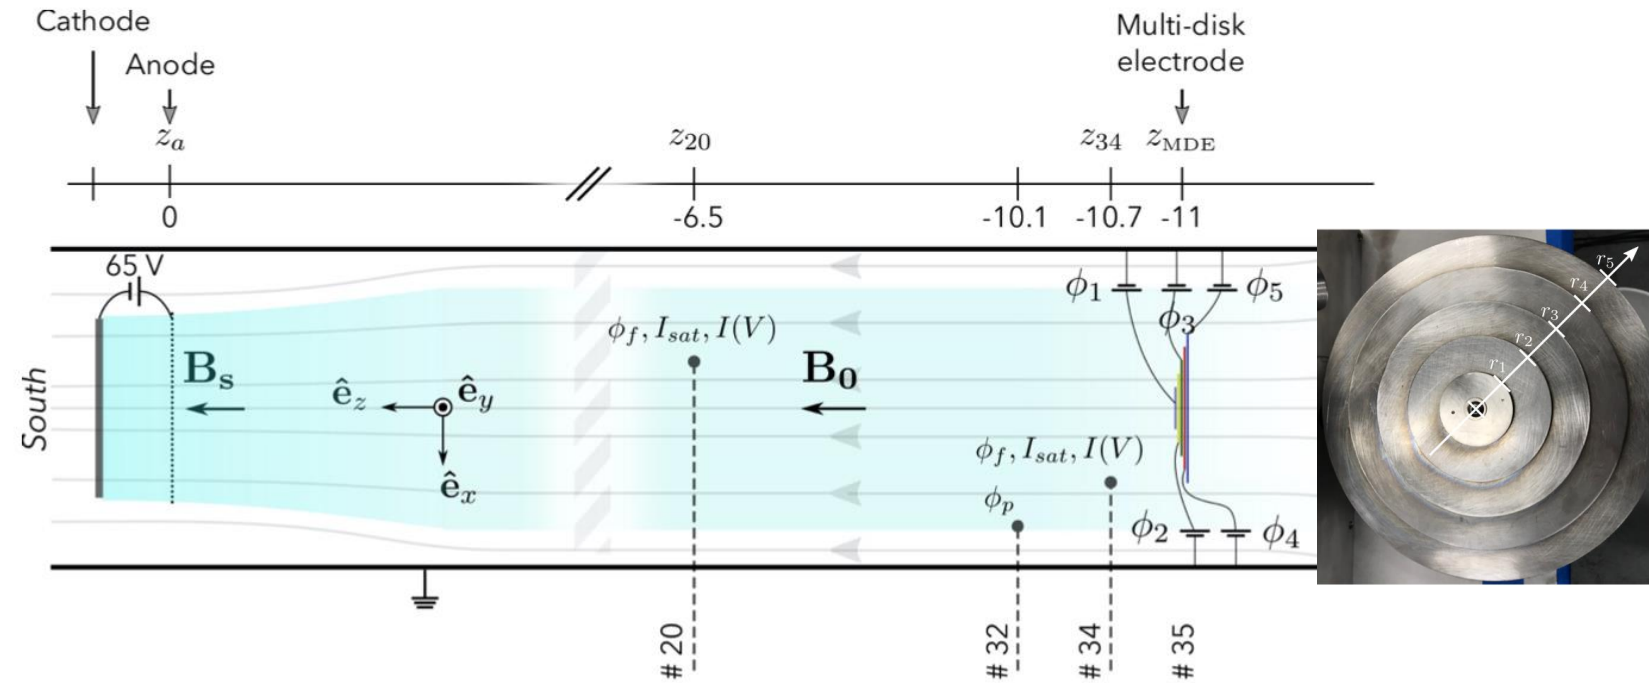 Cathode
Anode
Multi-disk
electrode
z_a
z_20
z_34
z_MDE
0
-6.5
-10.1
-10.7
-11
65 V
ϕ_1
ϕ_5
ϕ_3
ϕ_f, I_sat, I(V)
B_s
B_0
ê_z
ê_y
ê_x
South
ϕ_f, I_sat, I(V)
ϕ_p
ϕ_2
ϕ_4
# 20
# 32
# 34
# 35
r_1
r_2
r_3
r_4
r_5